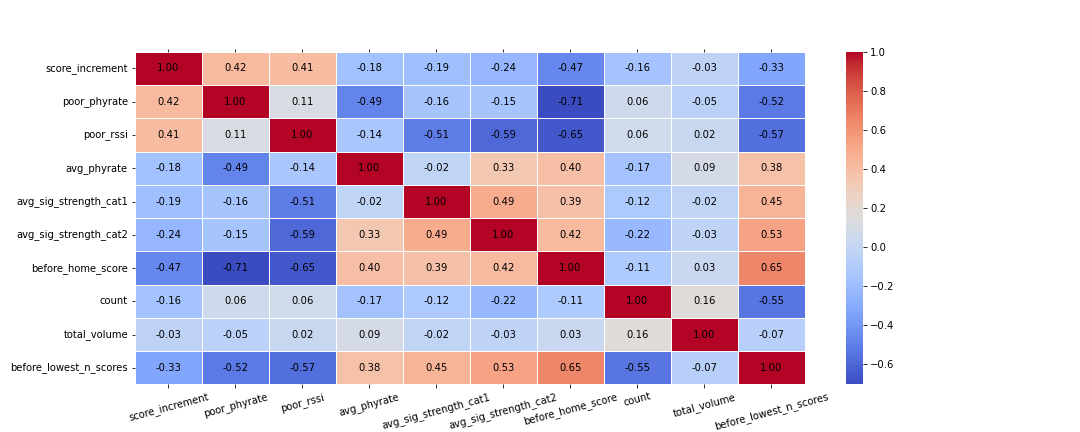 score_increment 1.00 0.42 0.41 -0.18 -0.19 -0.24 -0.47 -0.16 -0.03 -0.33
poor_phyrate 0.42 1.00 0.11 -0.49 -0.16 -0.15 -0.71 0.06 -0.05 -0.52
poor_rssi 0.41 0.11 1.00 -0.14 -0.51 -0.59 -0.65 0.06 0.02 -0.57
avg_phyrate -0.18 -0.49 -0.14 1.00 -0.02 0.33 0.40 -0.17 0.09 0.38
avg_sig_strength_cat1 -0.19 -0.16 -0.51 -0.02 1.00 0.49 0.39 -0.12 -0.02 0.45
avg_sig_strength_cat2 -0.24 -0.15 -0.59 0.33 0.49 1.00 0.42 -0.22 -0.03 0.53
before_home_score -0.47 -0.71 -0.65 0.40 0.39 0.42 1.00 -0.11 0.03 0.65
count -0.16 0.06 0.06 -0.17 -0.12 -0.22 -0.11 1.00 0.16 -0.55
total_volume -0.03 -0.05 0.02 0.09 -0.02 -0.03 0.03 0.16 1.00 -0.07
before_lowest_n_scores -0.33 -0.52 -0.57 0.38 0.45 0.53 0.65 -0.55 -0.07 1.00
score_increment poor_phyrate poor_rssi avg_phyrate avg_sig_strength_cat1 avg_sig_strength_cat2 before_home_score count total_volume before_lowest_n_scores
1.0
0.8
0.6
0.4
0.2
0.0
−0.2
−0.4
−0.6